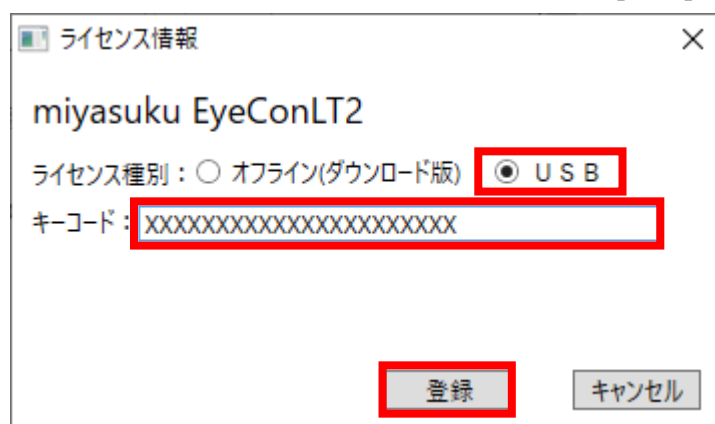 ライセンス情報
miyasuku EyeConLT2
ライセンス種別：○ オフライン(ダウンロード版) ◉ ＵＳＢ
キーコード：XXXXXXXXXXXXXXXXXXXXXX
登録 キャンセル